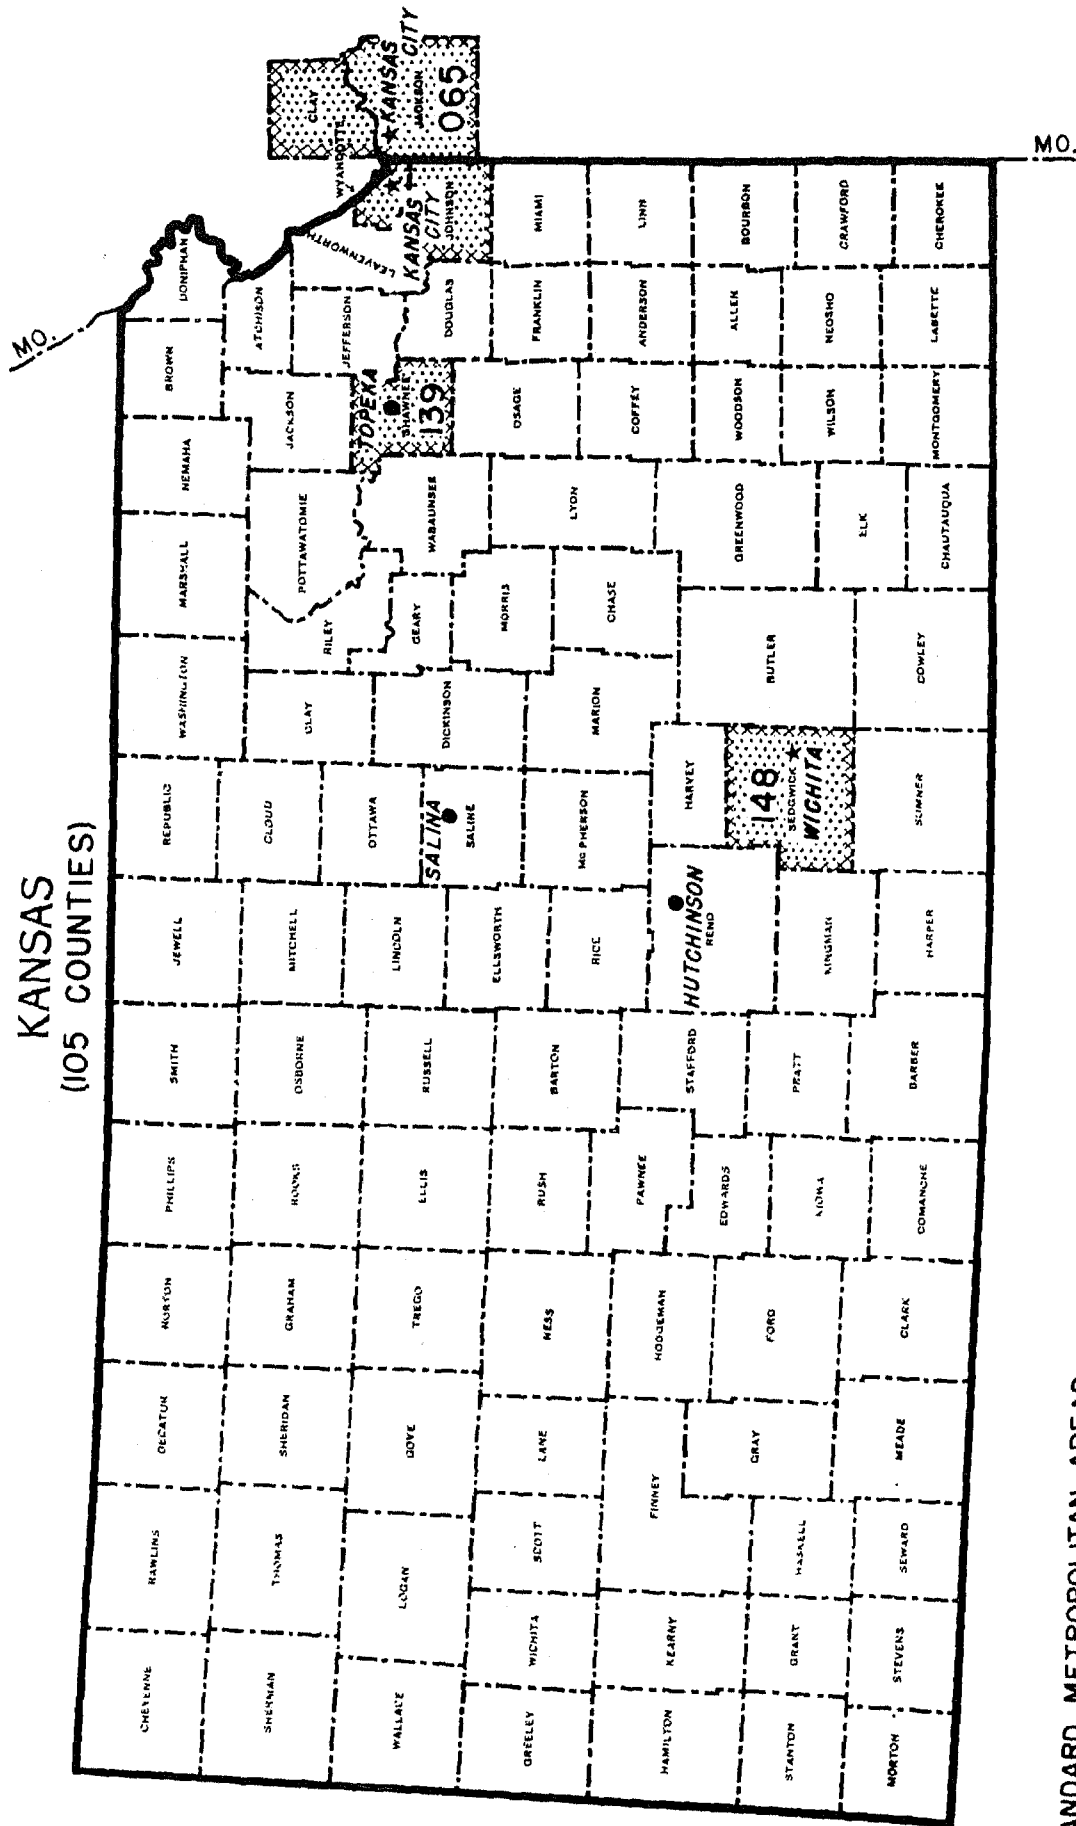 KANSAS
(105 COUNTIES)
MO.
CHEYENNE
RAWLINS
DECATUR
NORTON
PHILLIPS
SMITH
JEWELL
REPUBLIC
WASHINGTON
MARSHALL
NEMAHA
BROWN
DONIPHAN
SHERMAN
THOMAS
SHERIDAN
GRAHAM
ROOKS
OSBORNE
MITCHELL
CLOUD
CLAY
RILEY
POTTAWATOMIE
JACKSON
ATCHISON
JEFFERSON
LEAVENWORTH
WYANDOTTE
CLAY
WALLACE
LOGAN
GOVE
TREGO
ELLIS
RUSSELL
LINCOLN
OTTAWA
SALINA
SALINE
DICKINSON
GEARY
WABAUNSEE
TOPEKA
SHAWNEE
139
DOUGLAS
KANSAS
CITY
JOHNSON
KANSAS
CITY
JACKSON
065
GREELEY
WICHITA
SCOTT
LANE
NESS
RUSH
BARTON
ELLSWORTH
RICE
MC PHERSON
MARION
MORRIS
CHASE
LYON
OSAGE
COFFEY
FRANKLIN
ANDERSON
MIAMI
LINN
HAMILTON
KEARNY
FINNEY
HODGEMAN
PAWNEE
EDWARDS
STAFFORD
HUTCHINSON
RENO
HARVEY
148
SEDGWICK
WICHITA
BUTLER
GREENWOOD
WOODSON
ALLEN
BOURBON
STANTON
GRANT
HASKELL
GRAY
FORD
KIOWA
PRATT
KINGMAN
ELK
WILSON
NEOSHO
CRAWFORD
MORTON
STEVENS
SEWARD
MEADE
CLARK
COMANCHE
BARBER
HARPER
SUMNER
COWLEY
CHAUTAUQUA
MONTGOMERY
LABETTE
CHEROKEE
MO.
METROPOLITAN